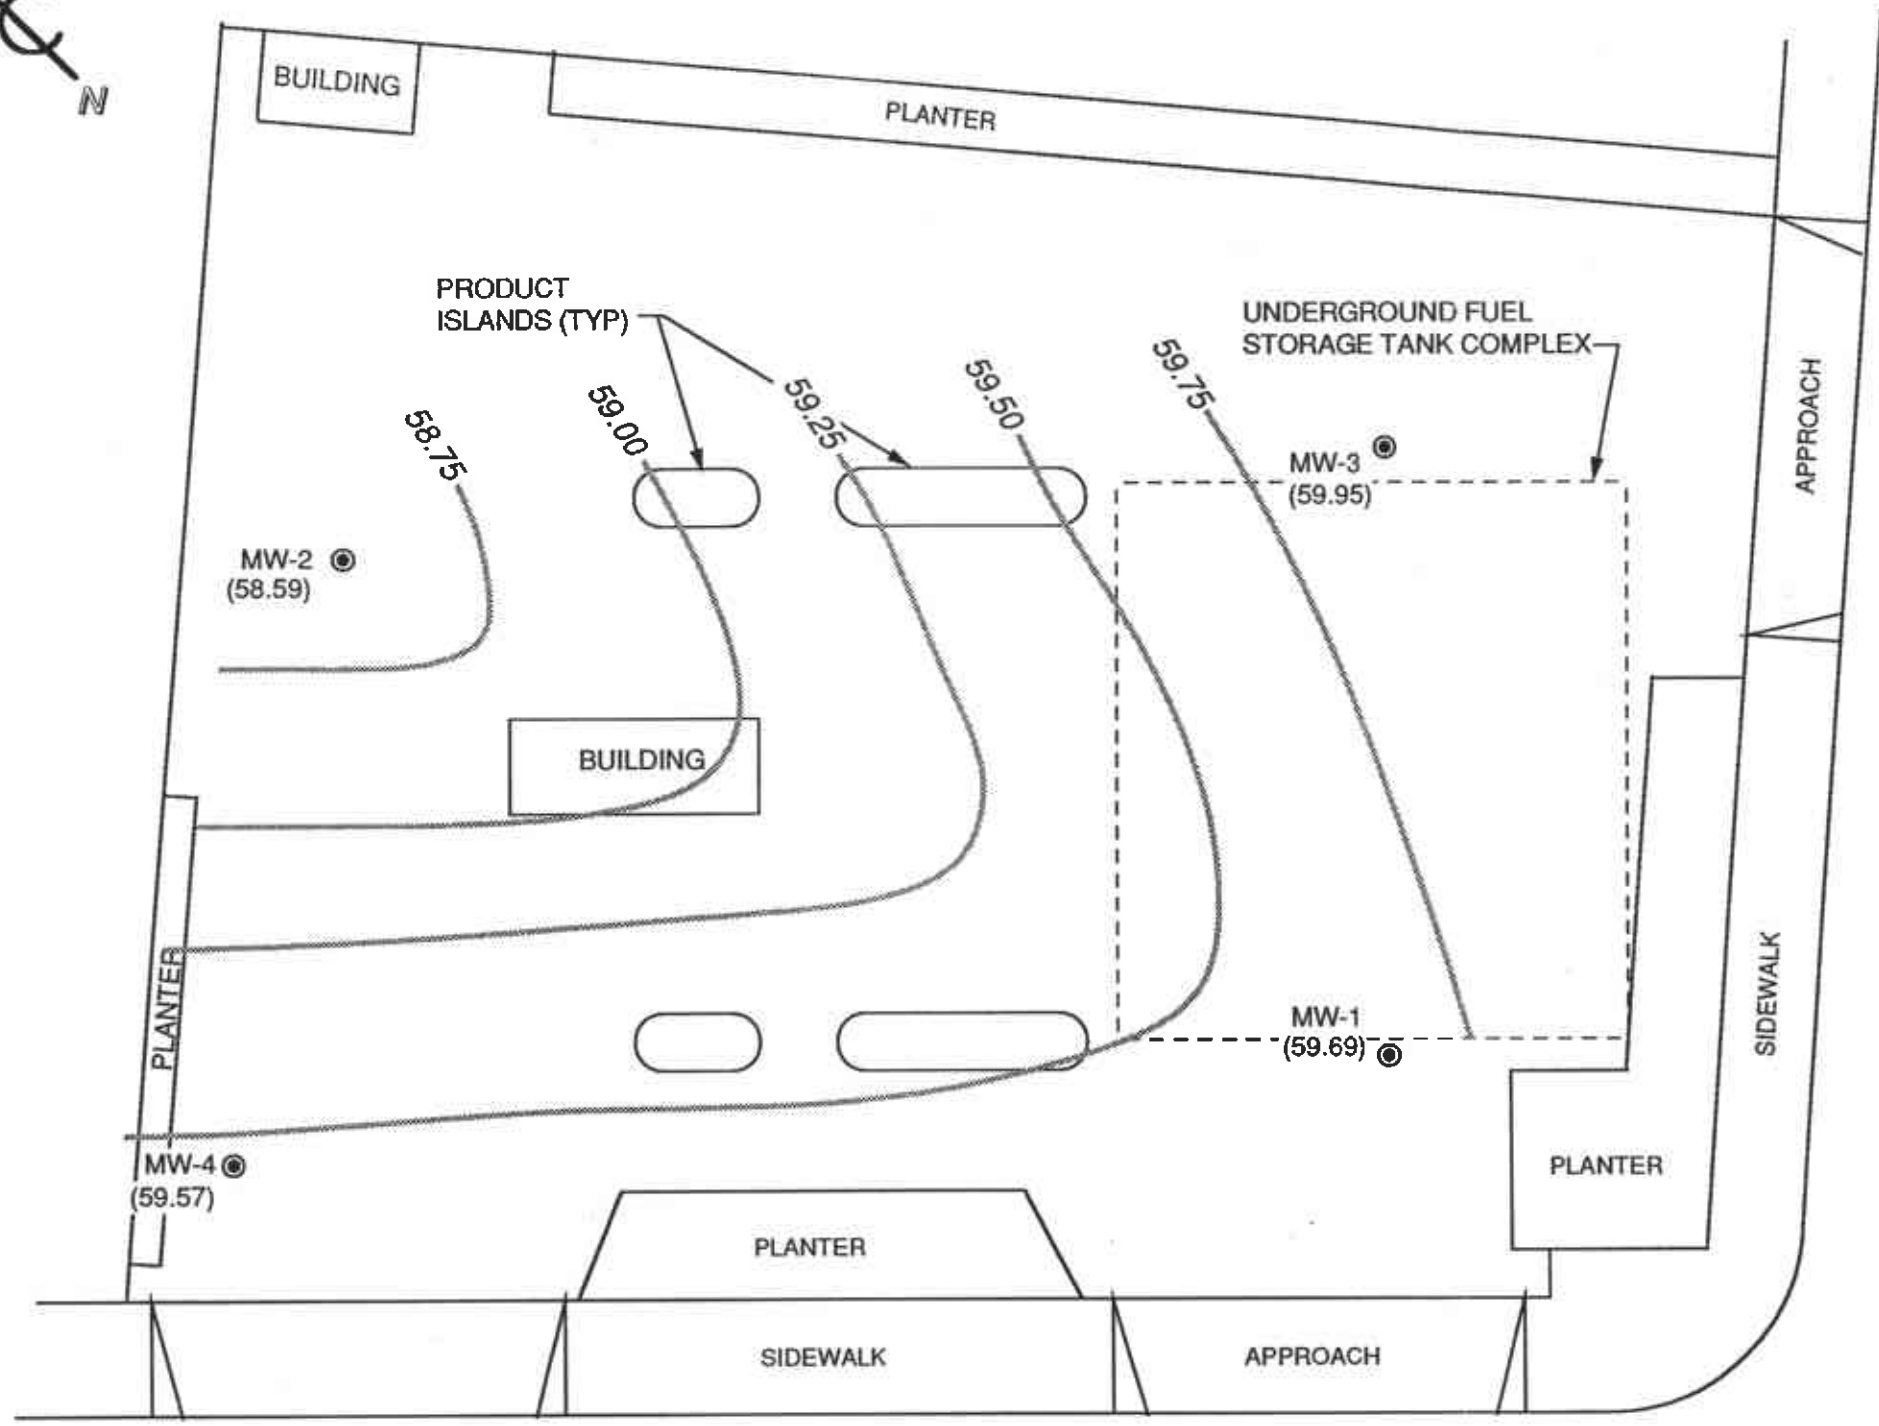 N
BUILDING
PLANTER
PRODUCT
ISLANDS (TYP)
UNDERGROUND FUEL
STORAGE TANK COMPLEX
58.75
59.00
59.25
59.50
59.75
APPROACH
MW-3
(59.95)
MW-2
(58.59)
BUILDING
PLANTER
SIDEWALK
MW-1
(59.69)
MW-4
(59.57)
PLANTER
PLANTER
SIDEWALK
APPROACH